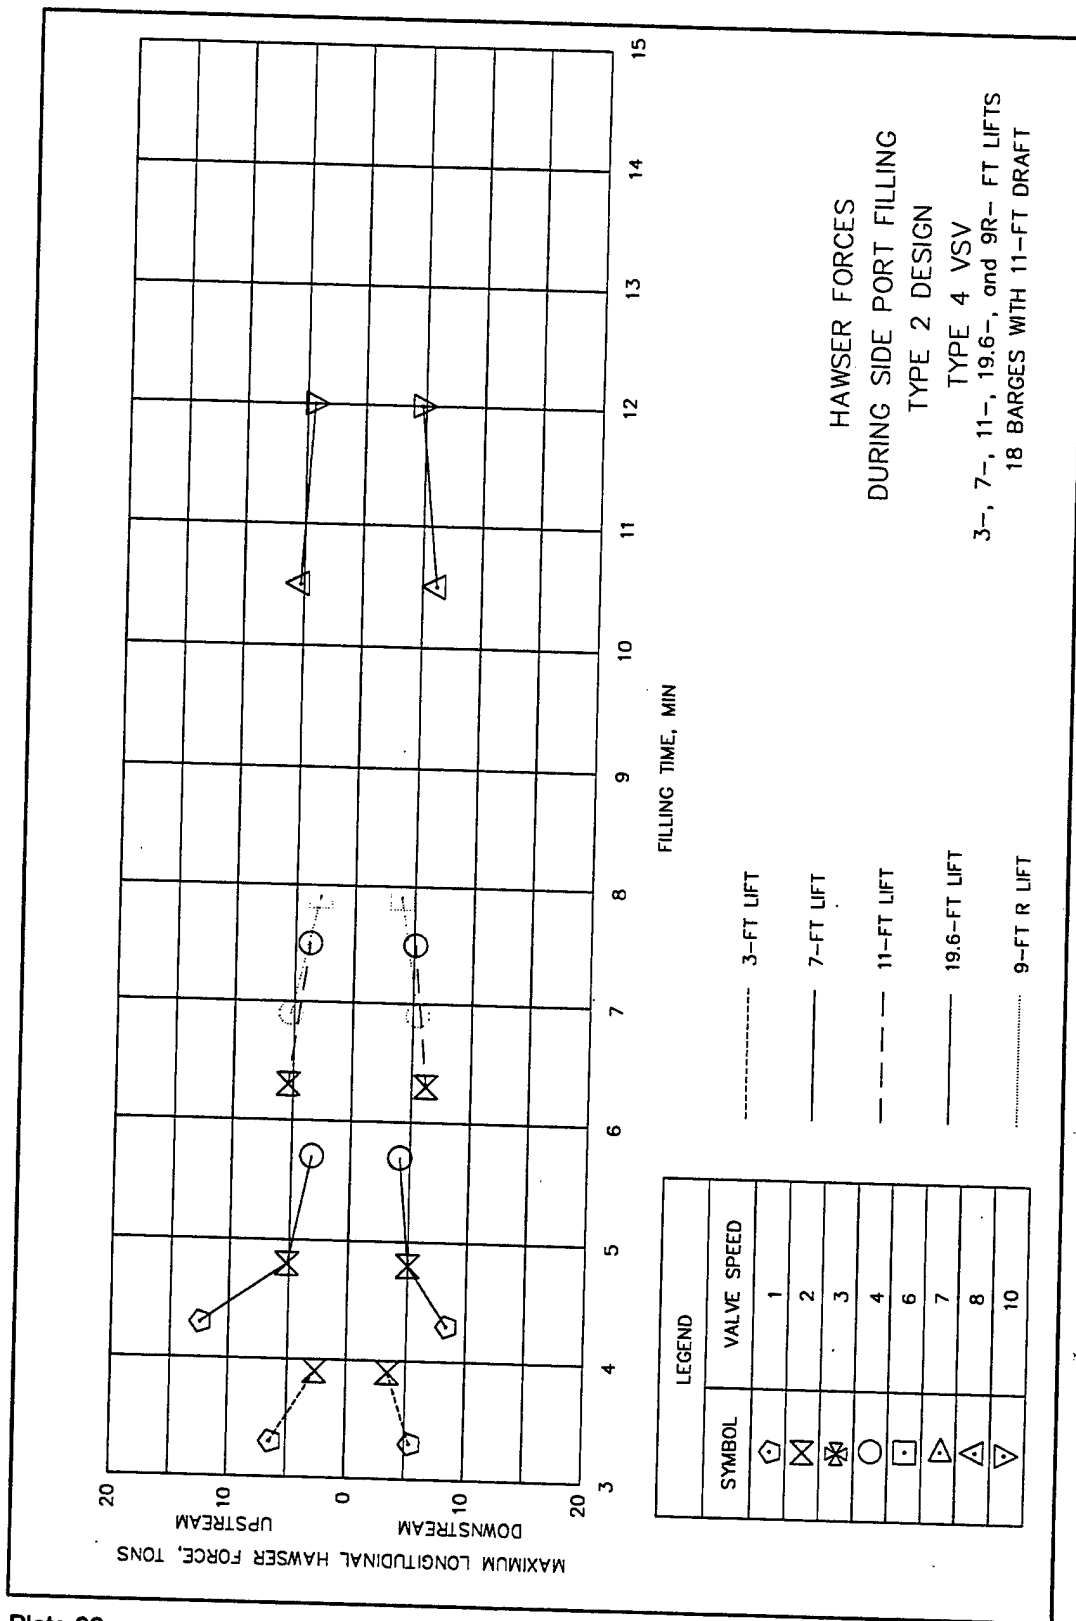 MAXIMUM LONGITUDINAL HAWSER FORCE, TONS
UPSTREAM
DOWNSTREAM
20
10
0
10
20
3
4
5
6
7
8
9
10
11
12
13
14
15
FILLING TIME, MIN
LEGEND
SYMBOL VALVE SPEED
1
2
3
4
6
7
8
10
3-FT LIFT
7-FT LIFT
11-FT LIFT
19.6-FT LIFT
9-FT R LIFT
HAWSER FORCES
DURING SIDE PORT FILLING
TYPE 2 DESIGN
TYPE 4 VSV
3-, 7-, 11-, 19.6-, and 9R- FT LIFTS
18 BARGES WITH 11-FT DRAFT